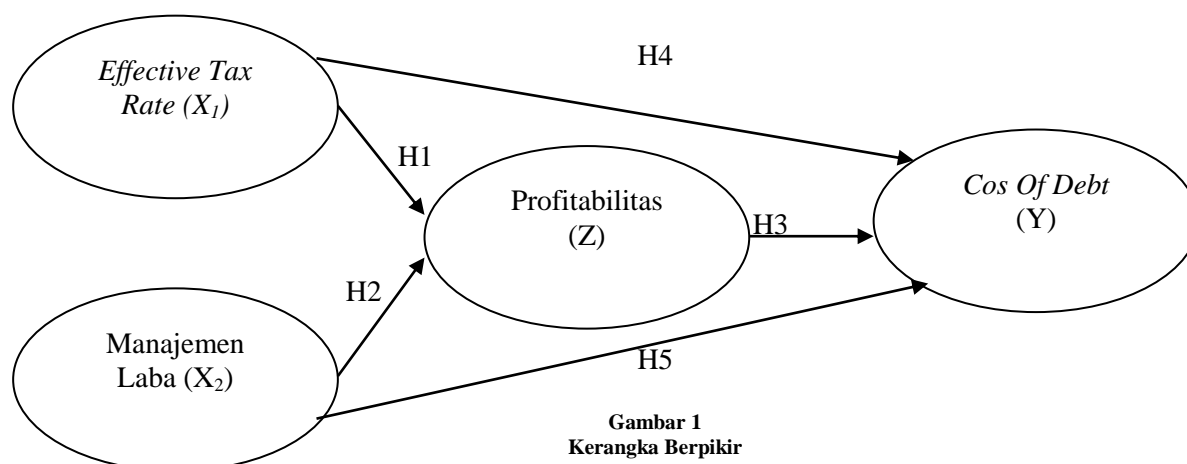 Effective Tax
Rate (X₁)
H4
H1
Profitabilitas
(Z)
H3
Cos Of Debt
(Y)
H2
Manajemen
Laba (X₂)
H5
Gambar 1
Kerangka Berpikir